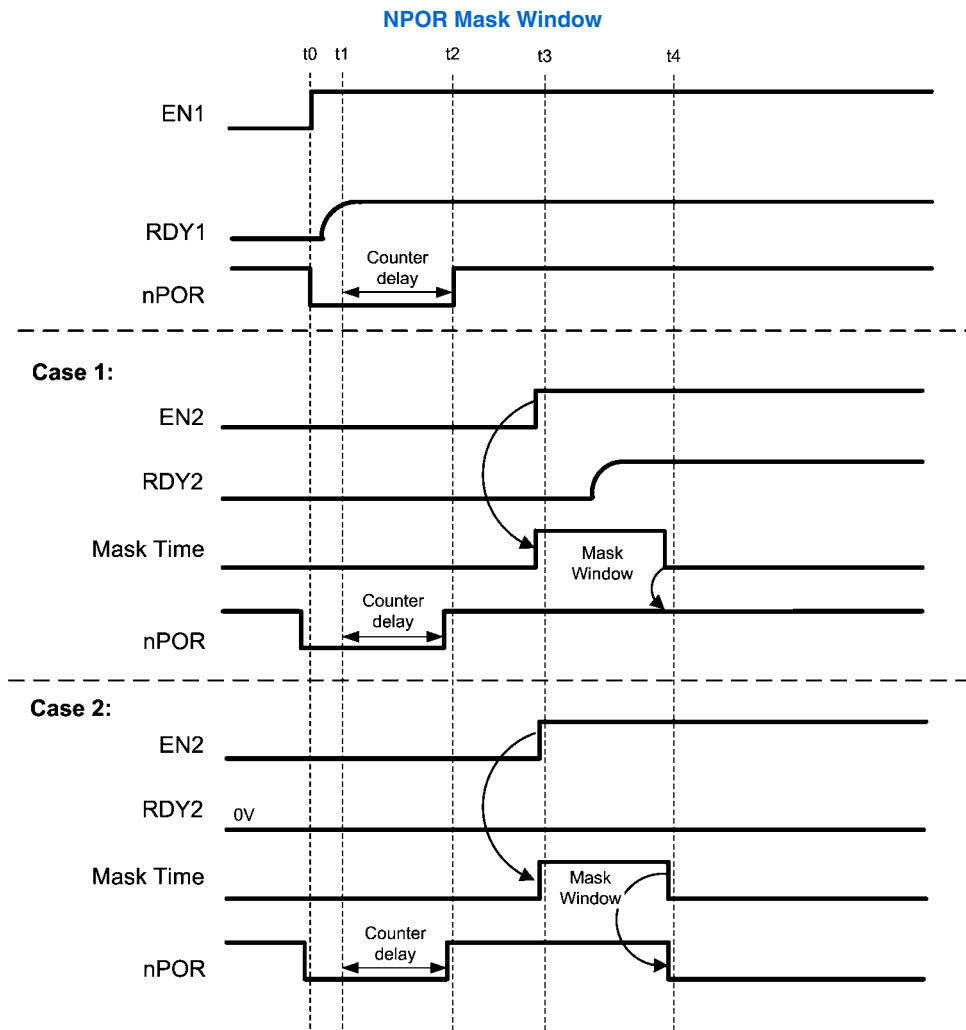 NPOR Mask Window
t0 t1 t2 t3 t4
EN1
RDY1
Counter
delay
nPOR
Case 1:
EN2
RDY2
Mask Time
Mask
Window
Counter
delay
nPOR
Case 2:
EN2
RDY2
0V
Mask Time
Mask
Window
Counter
delay
nPOR